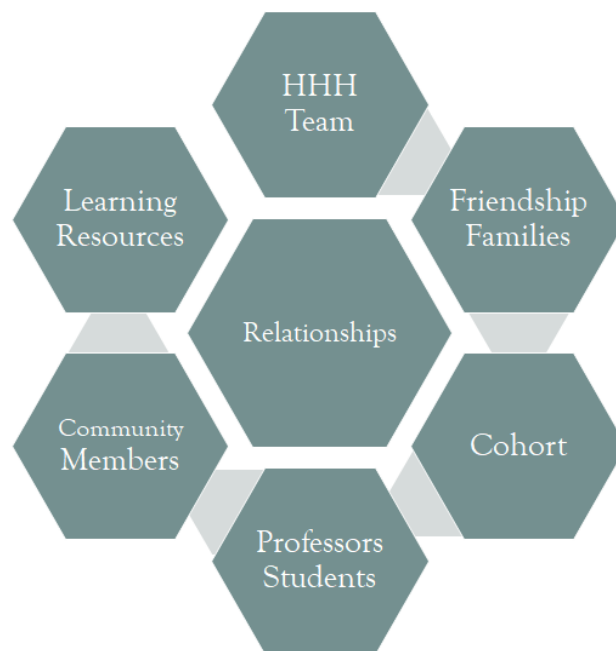 HHH
Team
Friendship
Families
Cohort
Professors
Students
Community
Members
Learning
Resources
Relationships